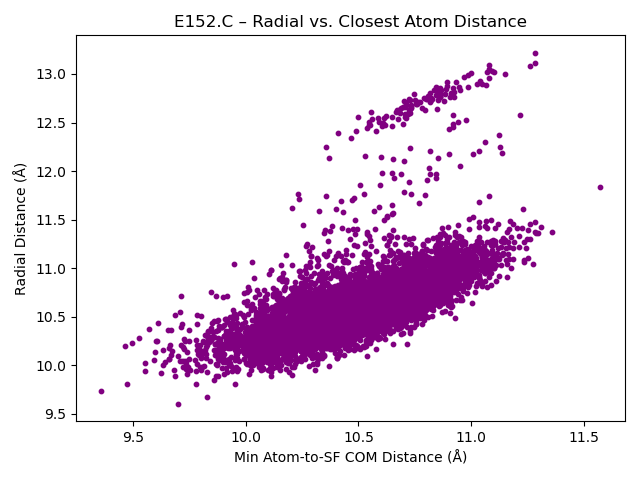 E152.C – Radial vs. Closest Atom Distance
Radial Distance (Å)
13.0
12.5
12.0
11.5
11.0
10.5
10.0
9.5
9.5 10.0 10.5 11.0 11.5
Min Atom-to-SF COM Distance (Å)